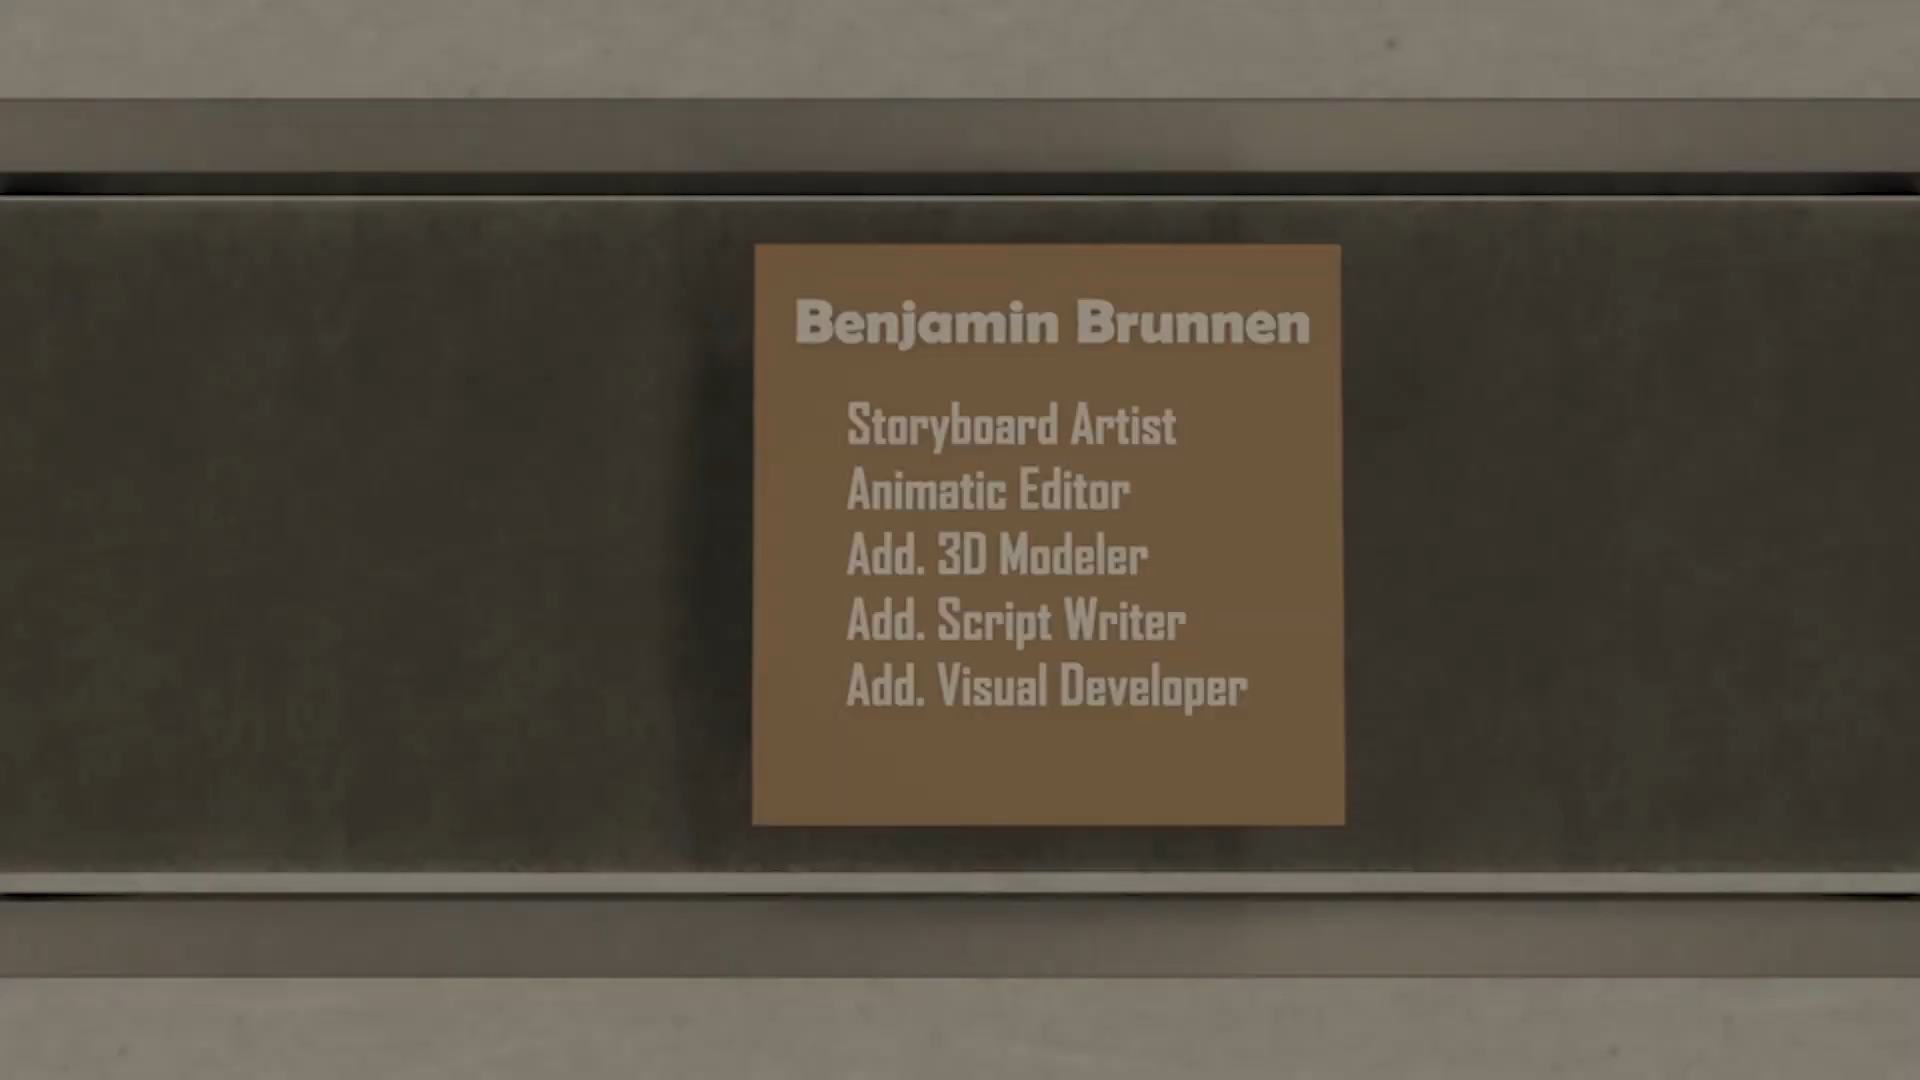 Benjamin Brunnen
Storyboard Artist
Animatic Editor
Add. 3D Modeler
Add. Script Writer
Add. Visual Developer